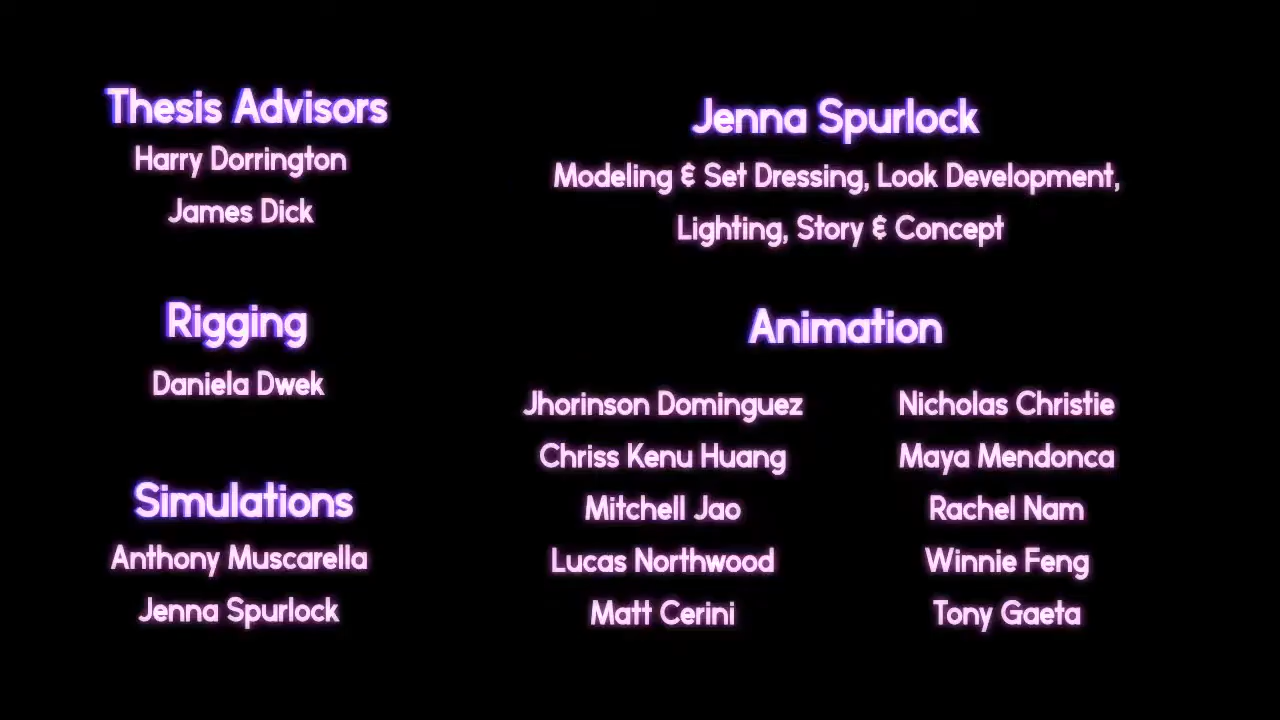 Thesis Advisors
Harry Dorrington
James Dick
Rigging
Daniela Dwek
Simulations
Anthony Muscarella
Jenna Spurlock
Jenna Spurlock
Modeling & Set Dressing, Look Development,
Lighting, Story & Concept
Animation
Jhorinson Dominguez
Chriss Kenu Huang
Mitchell Jao
Lucas Northwood
Matt Cerini
Nicholas Christie
Maya Mendonca
Rachel Nam
Winnie Feng
Tony Gaeta